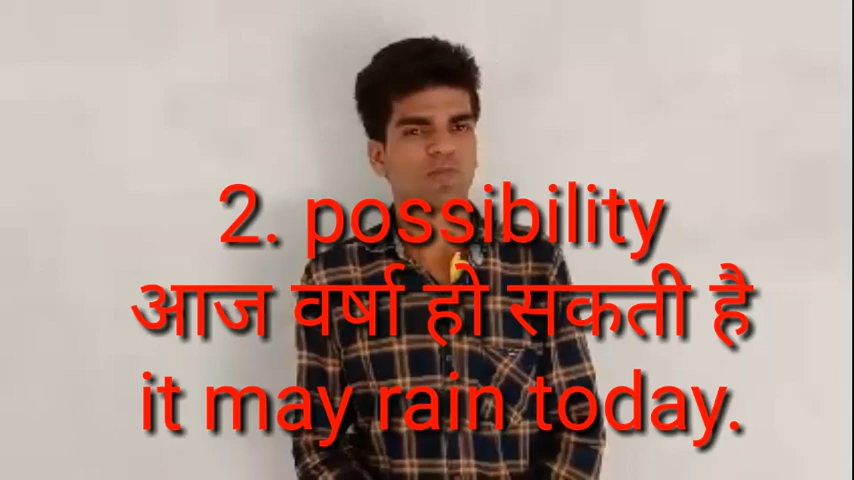 2. possibility
आज वर्षा हो सकती है
it may rain today.